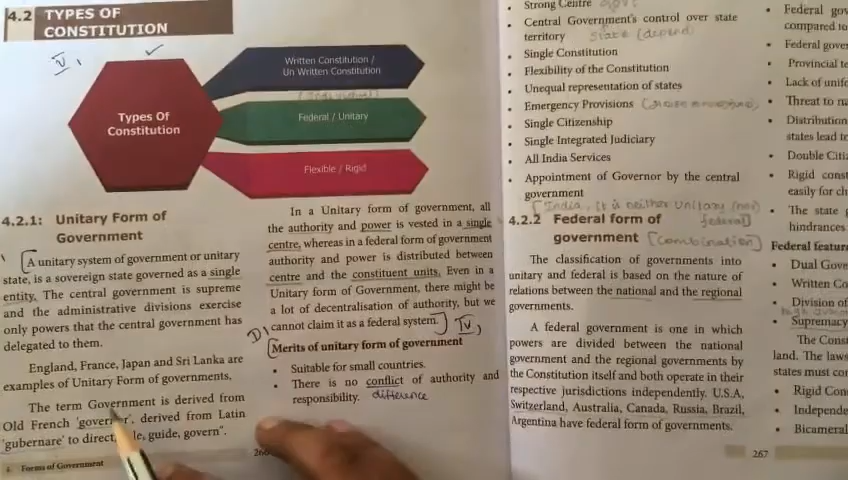 4.2 TYPES OF
CONSTITUTION
IV,
Types Of
Constitution
Written Constitution /
Un Written Constitution
Federal / Unitary
Flexible / Rigid
4.2.1: Unitary Form of
Government
A unitary system of government or unitary
state, is a sovereign state governed as a single
entity. The central government is supreme
and the administrative divisions exercise
only powers that the central government has
delegated to them.
England, France, Japan and Sri Lanka are
examples of Unitary Form of governments.
The term Government is derived from
Old French derived from Latin
'gubernare' to direct, guide, govern".
Forms of Government
In a Unitary form of government, all
the authority and power is vested in a single
centre, whereas in a federal form of government
authority and power is distributed between
centre and the constituent units. Even in a
Unitary form of Government, there might be
a lot of decentralisation of authority, but we
cannot claim it as a federal system.
IV,
Merits of unitary form of government
• Suitable for small countries.
• There is no conflict of authority and
responsibility. difference
• Strong Centre
• Central Government's control over state
territory State (depend)
• Single Constitution
• Flexibility of the Constitution
• Unequal representation of states
• Emergency Provisions
• Single Citizenship
• Single Integrated Judiciary
• All India Services
• Appointment of Governor by the central
government
[India, it is neither unitary nor
federal]
4.2.2 Federal form of
government [combination]
The classification of governments into
unitary and federal is based on the nature of
relations between the national and the regional
governments.
A federal government is one in which
powers are divided between the national
government and the regional governments by
the Constitution itself and both operate in their
respective jurisdictions independently. U.S.A,
Switzerland, Australia, Canada, Russia, Brazil,
Argentina have federal form of governments.
267
• Federal gov
compared to
• Federal gover
• Provincial te
• Lack of unifo
• Threat to na
• Distribution
states lead to
• Double Citiz
• Rigid const
easily for ch
• The state g
hindrances
Federal feature
• Dual Gove
• Written Co
• Division of
• Supremacy
The Const
land. The laws
states must con
• Rigid Con
• Independe
• Bicameral